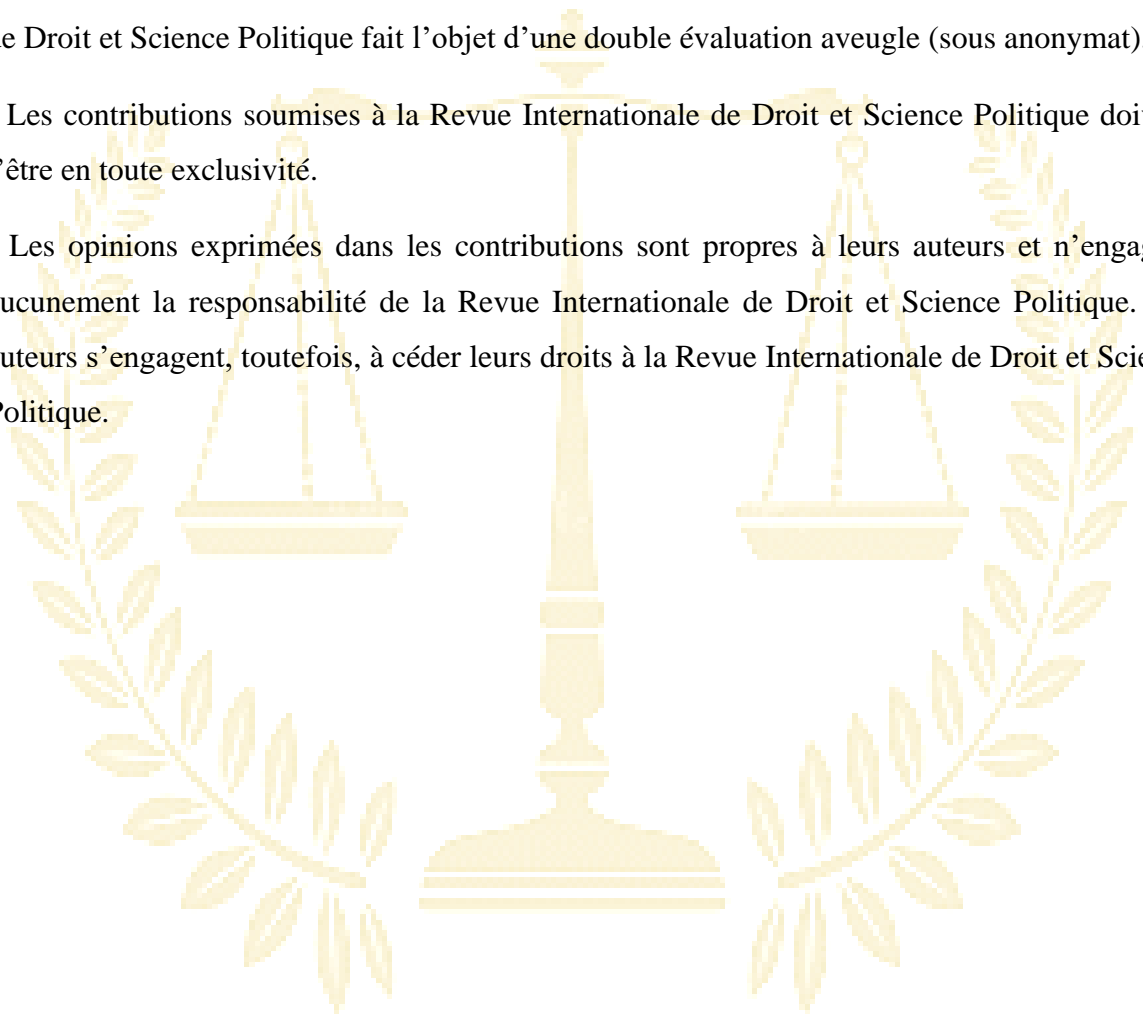 e Droit et Science Politique fait l’objet d’une double évaluation aveugle (sous anonymat)
Les contributions soumises à la Revue Internationale de Droit et Science Politique doi
’être en toute exclusivité.
Les opinions exprimées dans les contributions sont propres à leurs auteurs et n’enga
ucunement la responsabilité de la Revue Internationale de Droit et Science Politique.
uteurs s’engagent, toutefois, à céder leurs droits à la Revue Internationale de Droit et Scie
Politique.